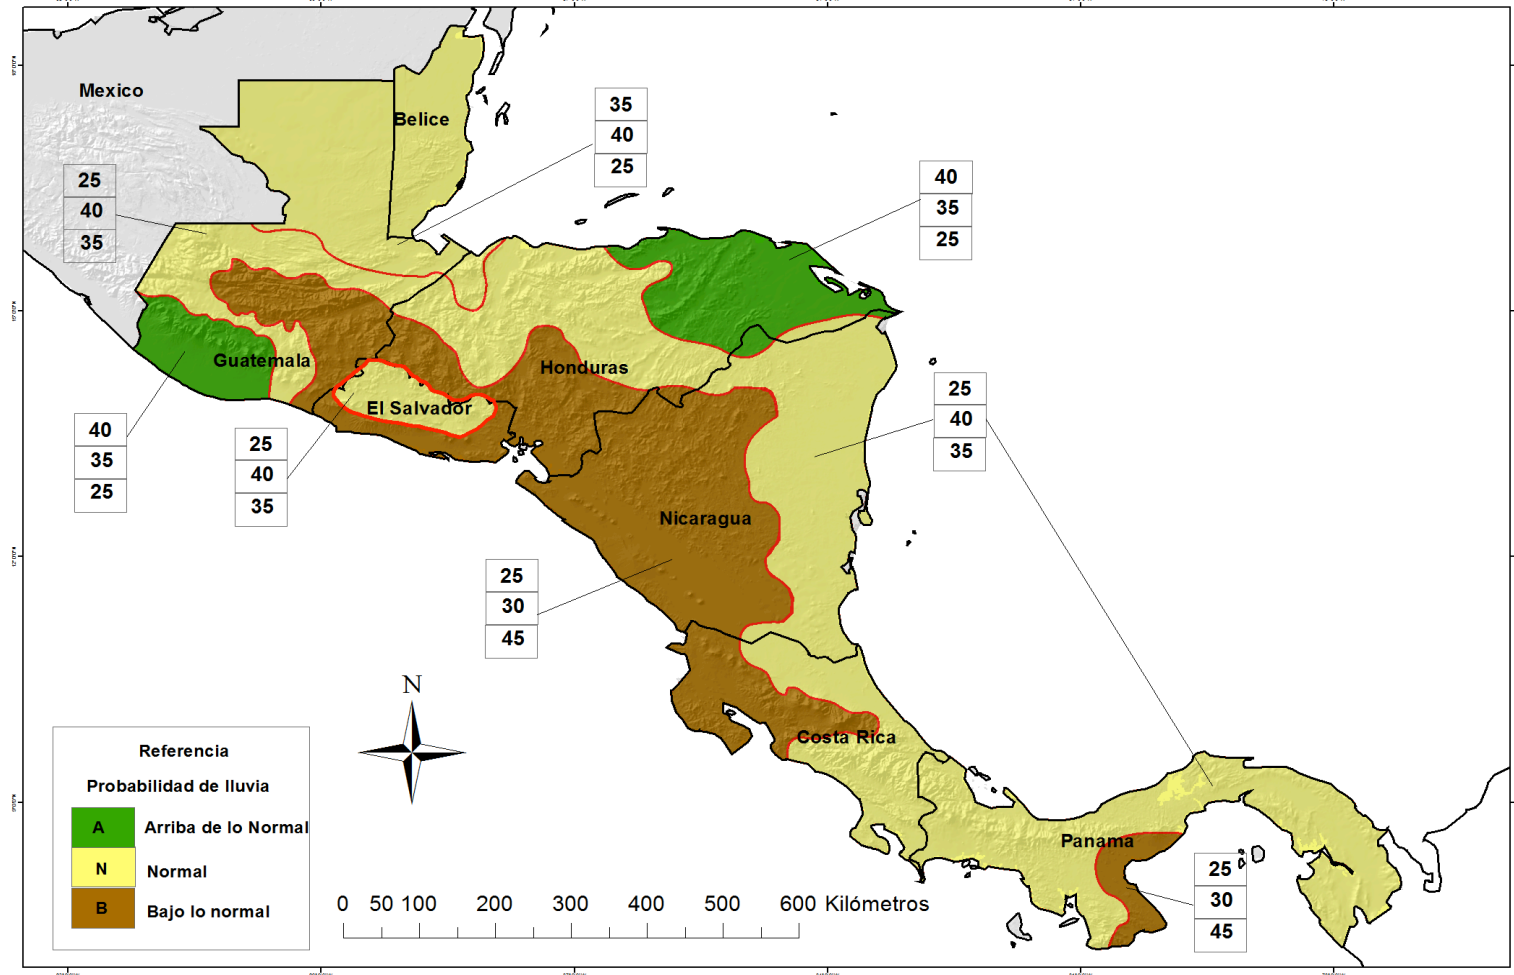 Mexico
Belice
35
40
25
25
40
35
40
35
25
Guatemala
Honduras
El Salvador
25
40
35
40
35
25
25
40
35
Nicaragua
25
30
45
N
Costa Rica
Panama
25
30
45
Referencia
Probabilidad de lluvia
A Arriba de lo Normal
N Normal
B Bajo lo normal
0 50 100 200 300 400 500 600 Kilómetros